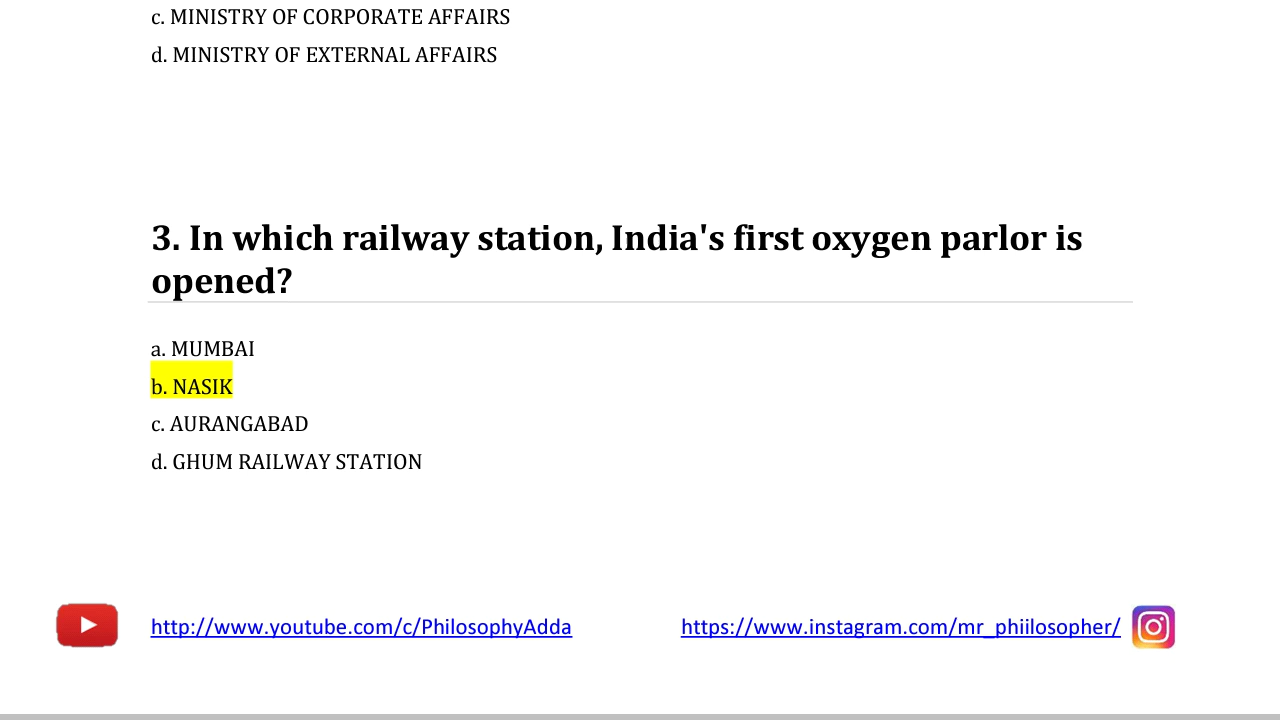 c. MINISTRY OF CORPORATE AFFAIRS
d. MINISTRY OF EXTERNAL AFFAIRS
3. In which railway station, India's first oxygen parlor is
opened?
a. MUMBAI
b. NASIK
c. AURANGABAD
d. GHUM RAILWAY STATION
http://www.youtube.com/c/PhilosophyAdda https://www.instagram.com/mr_phiilosopher/